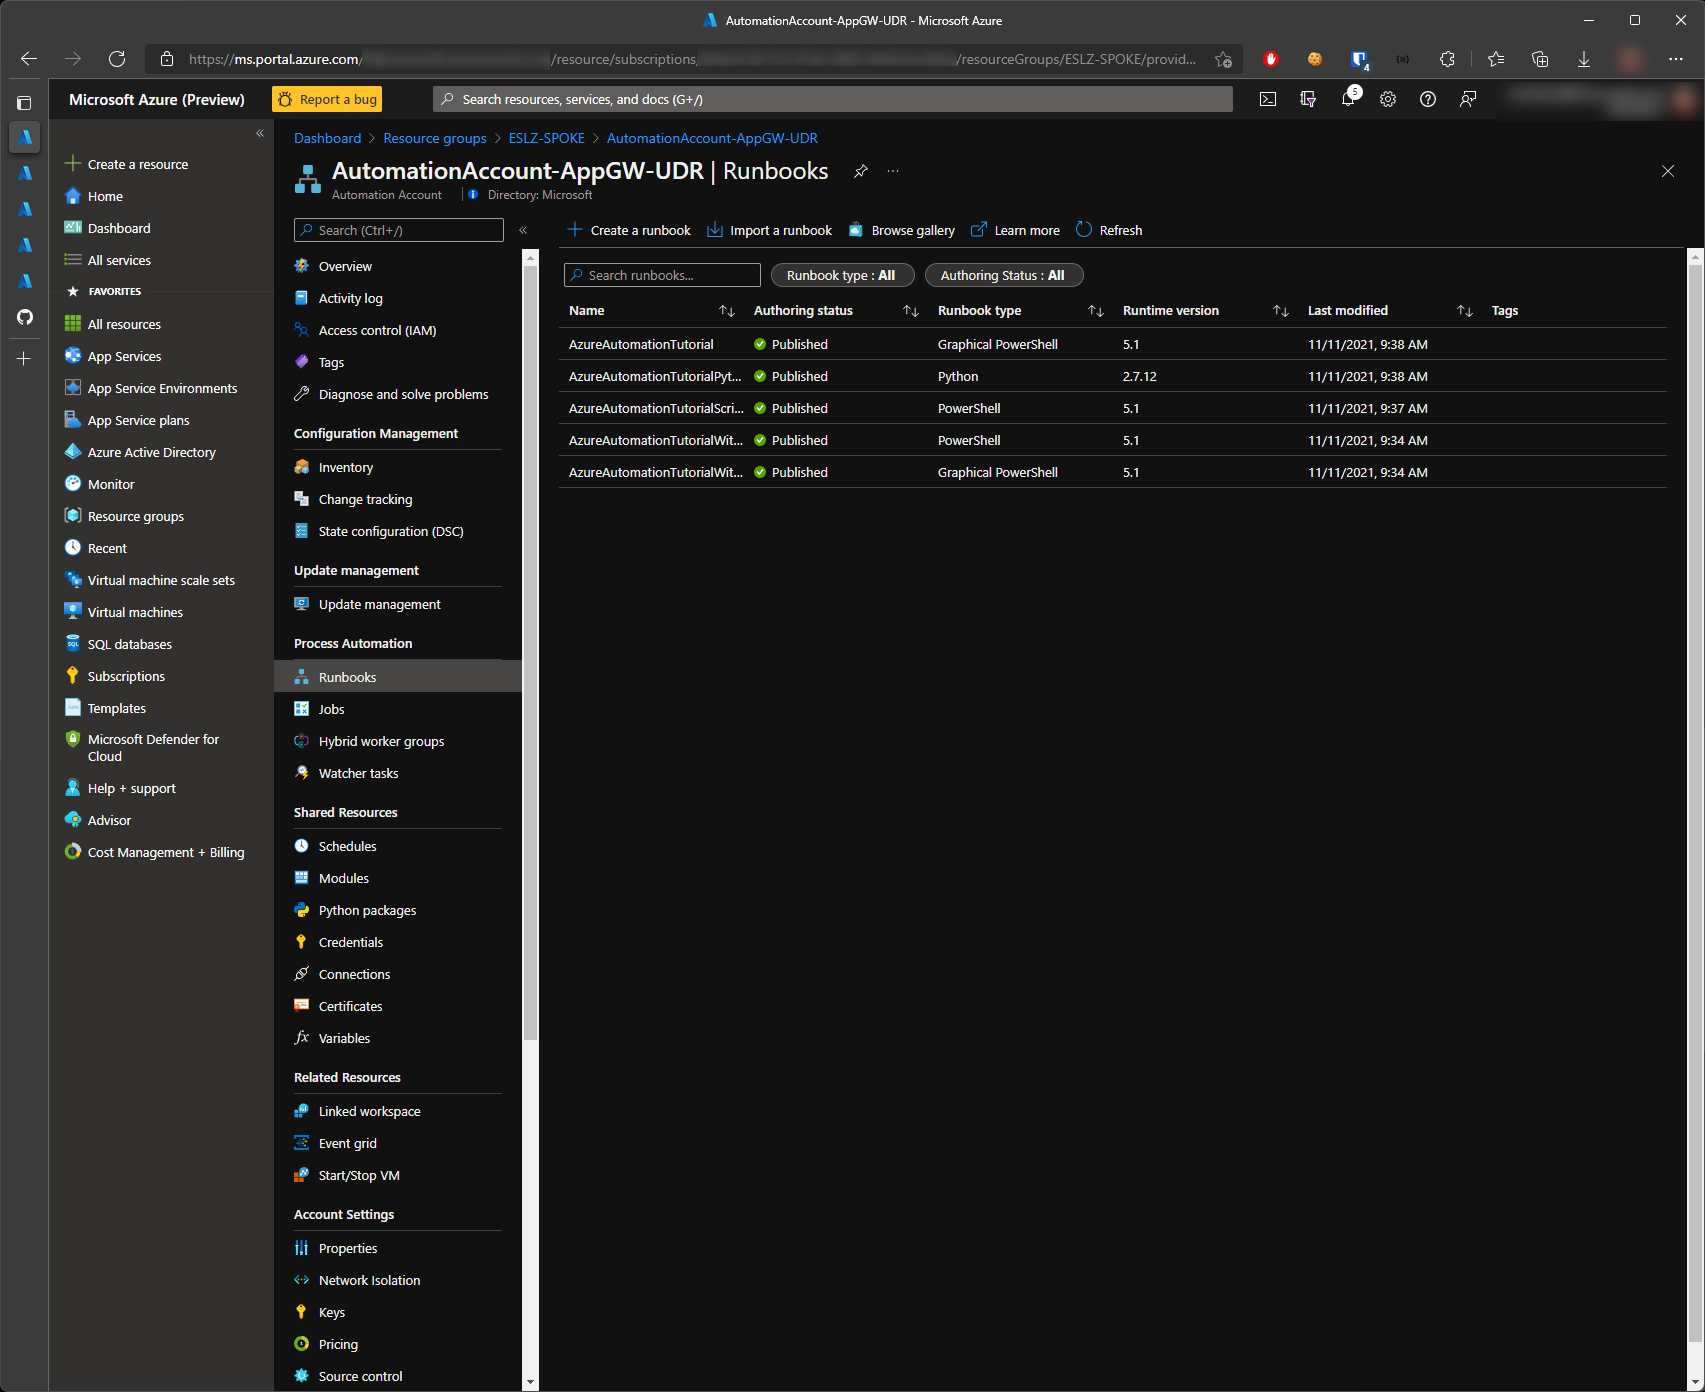 AutomationAccount-AppGW-UDR - Microsoft Azure
https://ms.portal.azure.com/ /resource/subscriptions /resourceGroups/ESLZ-SPOKE/provid...
4
Microsoft Azure (Preview)
Report a bug
Search resources, services, and docs (G+/)
5
Create a resource
Home
Dashboard
All services
FAVORITES
All resources
App Services
App Service Environments
App Service plans
Azure Active Directory
Monitor
Resource groups
Recent
Virtual machine scale sets
Virtual machines
SQL databases
Subscriptions
Templates
Microsoft Defender for
Cloud
Help + support
Advisor
Cost Management + Billing
Dashboard > Resource groups > ESLZ-SPOKE > AutomationAccount-AppGW-UDR
AutomationAccount-AppGW-UDR | Runbooks
Automation Account
Directory: Microsoft
Search (Ctrl+/)
Overview
Activity log
Access control (IAM)
Tags
Diagnose and solve problems
Configuration Management
Inventory
Change tracking
State configuration (DSC)
Update management
Update management
Process Automation
Runbooks
Jobs
Hybrid worker groups
Watcher tasks
Shared Resources
Schedules
Modules
Python packages
Credentials
Connections
Certificates
Variables
Related Resources
Linked workspace
Event grid
Start/Stop VM
Account Settings
Properties
Network Isolation
Keys
Pricing
Source control
Create a runbook Import a runbook Browse gallery Learn more Refresh
Search runbooks... Runbook type : All Authoring Status : All
Name Authoring status Runbook type Runtime version Last modified Tags
AzureAutomationTutorial Published Graphical PowerShell 5.1 11/11/2021, 9:38 AM
AzureAutomationTutorialPyt... Published Python 2.7.12 11/11/2021, 9:38 AM
AzureAutomationTutorialScri... Published PowerShell 5.1 11/11/2021, 9:37 AM
AzureAutomationTutorialWit... Published PowerShell 5.1 11/11/2021, 9:34 AM
AzureAutomationTutorialWit... Published Graphical PowerShell 5.1 11/11/2021, 9:34 AM